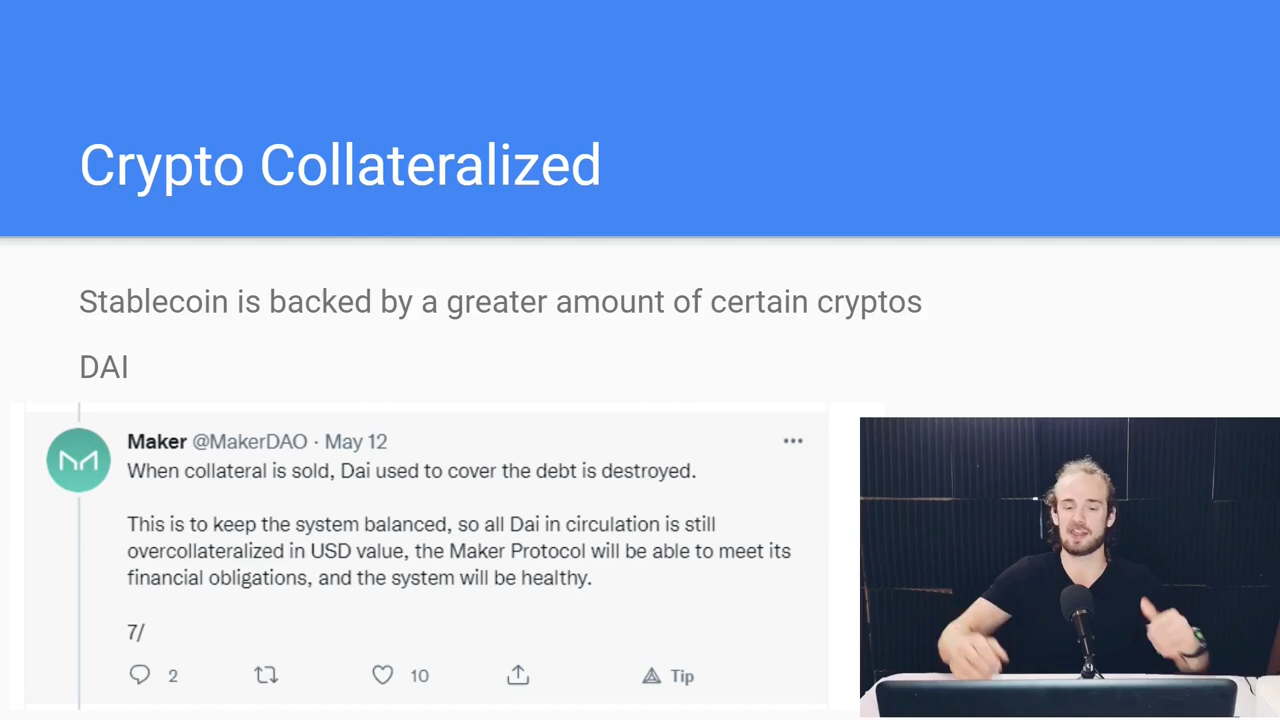 Crypto Collateralized
Stablecoin is backed by a greater amount of certain cryptos
DAI
Maker @MakerDAO · May 12
When collateral is sold, Dai used to cover the debt is destroyed.
This is to keep the system balanced, so all Dai in circulation is still
overcollateralized in USD value, the Maker Protocol will be able to meet its
financial obligations, and the system will be healthy.
7/
2 10 Tip